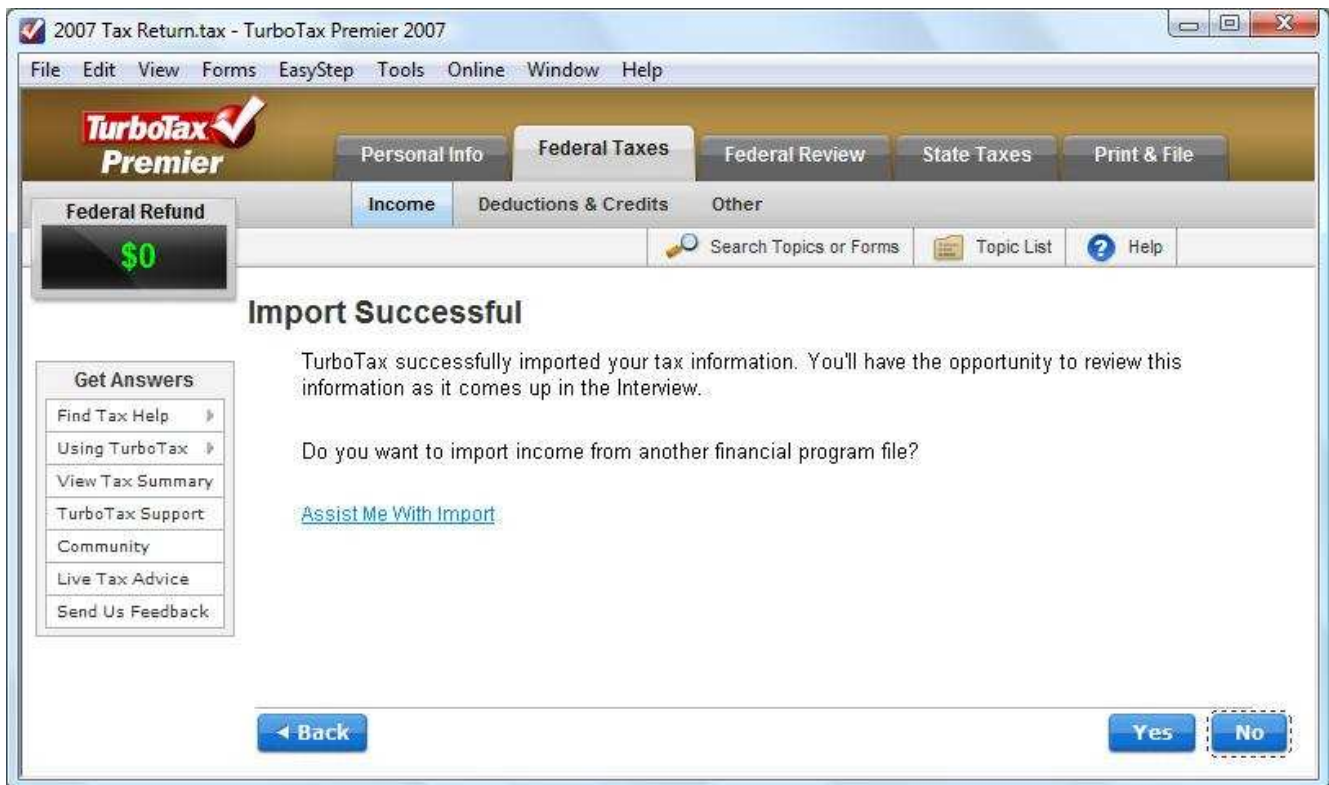 2007 Tax Return.tax - TurboTax Premier 2007
File Edit View Forms EasyStep Tools Online Window Help
TurboTax
Premier
Personal Info Federal Taxes Federal Review State Taxes Print & File
Income Deductions & Credits Other
Federal Refund
$0
Search Topics or Forms Topic List ? Help
Import Successful
TurboTax successfully imported your tax information. You'll have the opportunity to review this
information as it comes up in the Interview.
Do you want to import income from another financial program file?
Assist Me With Import
Get Answers
Find Tax Help
Using TurboTax
View Tax Summary
TurboTax Support
Community
Live Tax Advice
Send Us Feedback
Back Yes No